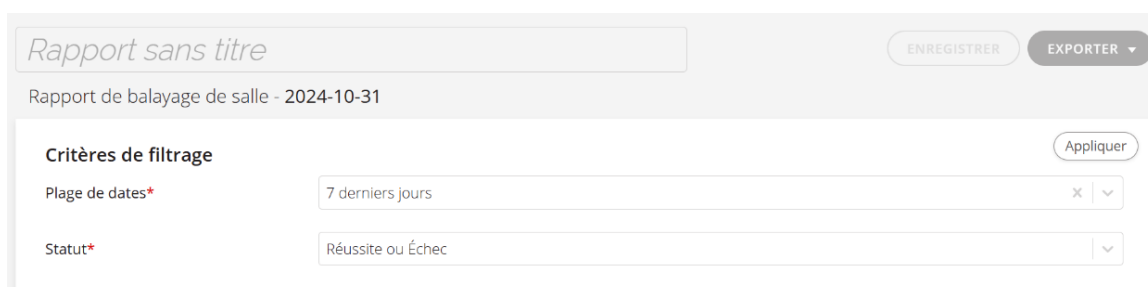 Rapport sans titre
ENREGISTRER
EXPORTER
Rapport de balayage de salle - 2024-10-31
Critères de filtrage
Appliquer
Plage de dates*
7 derniers jours
Statut*
Réussite ou Échec